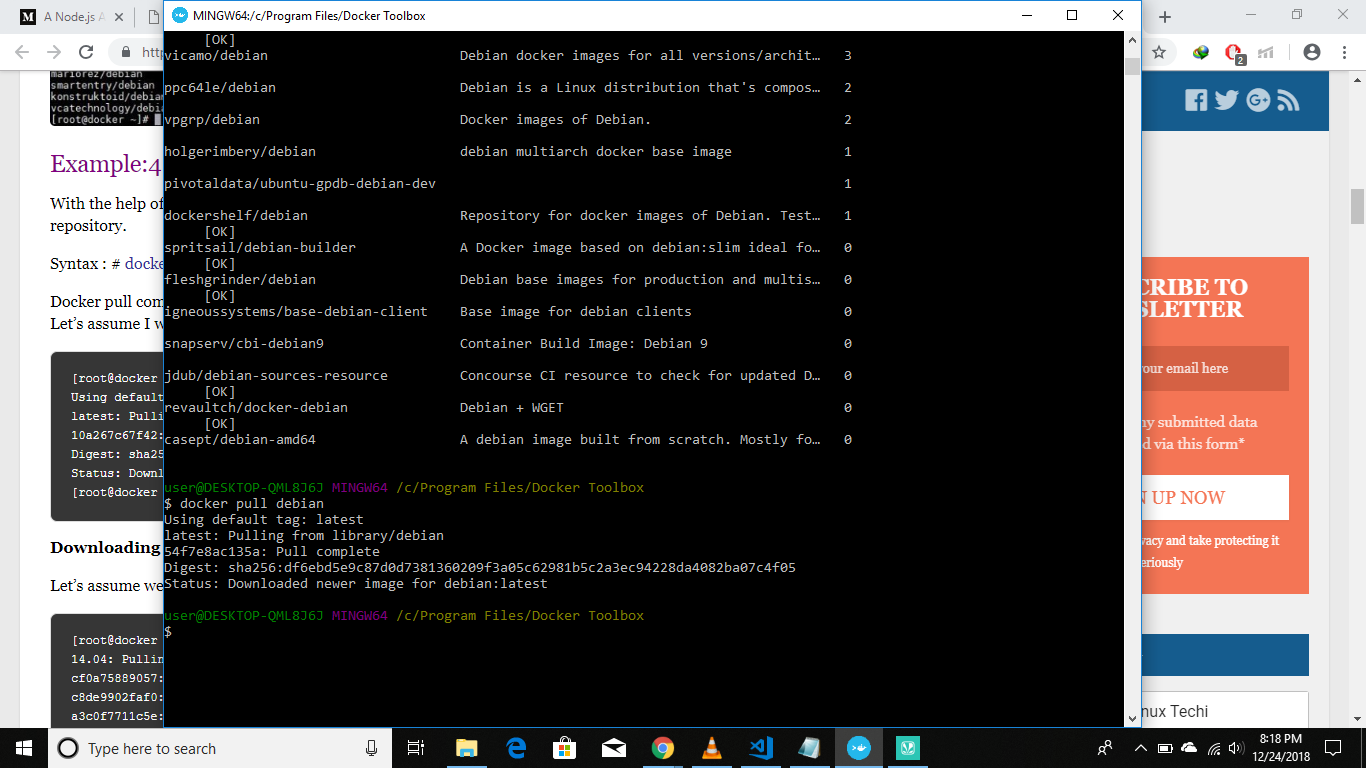 A Node.js A
MINGW64:/c/Program Files/Docker Toolbox
mariorez/debian
smartentry/debian
konstruktoid/debian
vcatechnology/debi
[root@docker ~]#
Example:4
With the help of
repository.
Syntax : # docke
Docker pull com
Let's assume I w
[root@docker
Using default
latest: Pulli
10a267c67f42:
Digest: sha25
Status: Downl
[root@docker
Downloading
Let's assume we
[root@docker
14.04: Pullin
cf0a75889057:
c8de9902faf0:
a3c0f7711c5e:
[OK]
vicamo/debian Debian docker images for all versions/archit… 3
ppc64le/debian Debian is a Linux distribution that's compos… 2
vpgrp/debian Docker images of Debian. 2
holgerimbery/debian debian multiarch docker base image 1
pivotaldata/ubuntu-gpdb-debian-dev 1
dockershelf/debian Repository for docker images of Debian. Test… 1
[OK]
spritsail/debian-builder A Docker image based on debian:slim ideal fo… 0
[OK]
fleshgrinder/debian Debian base images for production and multis… 0
[OK]
igneoussystems/base-debian-client Base image for debian clients 0
snapserv/cbi-debian9 Container Build Image: Debian 9 0
jdub/debian-sources-resource Concourse CI resource to check for updated D… 0
[OK]
revaultch/docker-debian Debian + WGET 0
[OK]
casept/debian-amd64 A debian image built from scratch. Mostly fo… 0
user@DESKTOP-QML8J6J MINGW64 /c/Program Files/Docker Toolbox
$ docker pull debian
Using default tag: latest
latest: Pulling from library/debian
54f7e8ac135a: Pull complete
Digest: sha256:df6ebd5e9c87d0d7381360209f3a05c62981b5c2a3ec94228da4082ba07c4f05
Status: Downloaded newer image for debian:latest
user@DESKTOP-QML8J6J MINGW64 /c/Program Files/Docker Toolbox
$
2
CRIBE TO
SLETTER
our email here
ny submitted data
d via this form*
N UP NOW
vacy and take protecting it
eriously
nux Techi
Type here to search
8:18 PM
12/24/2018